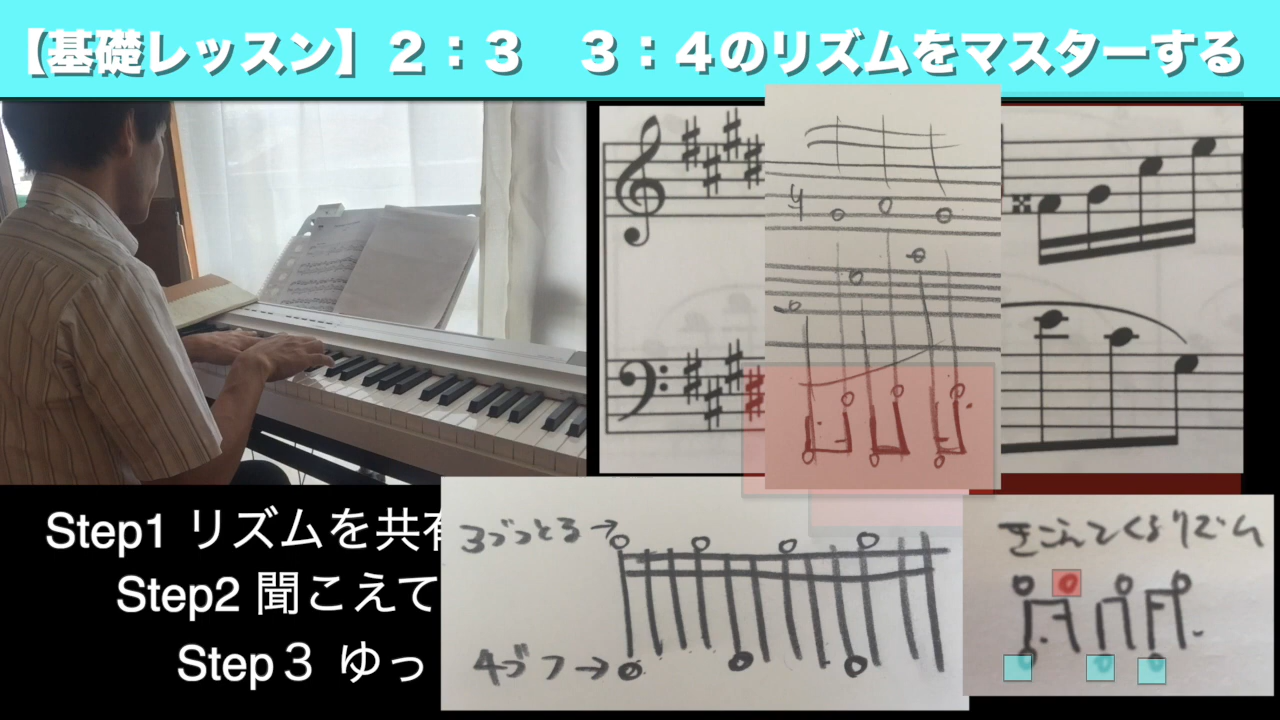 【基礎レッスン】２：３　３：４のリズムをマスターする
Step1 リズムを共有
Step2 聞こえて
Step３ ゆっ
3づつとる→
4づつ→
きこえてくるリズム